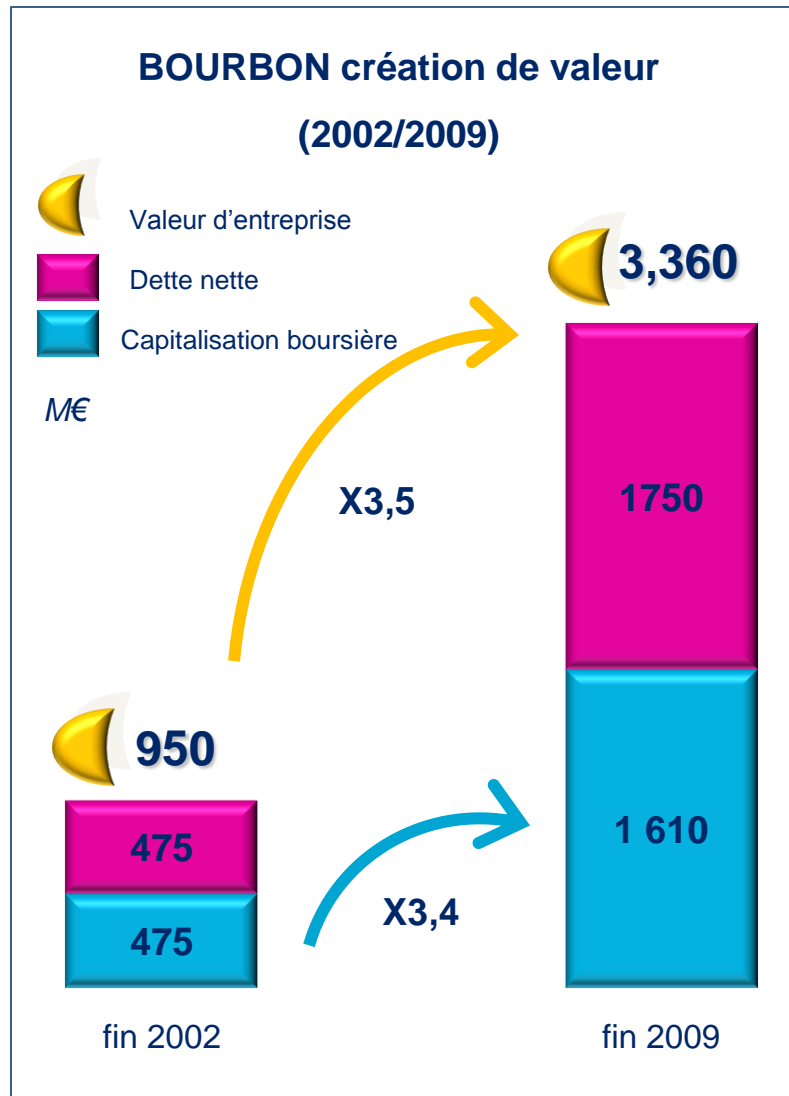 BOURBON création de valeur
(2002/2009)
Valeur d’entreprise
Dette nette
Capitalisation boursière
M€
3,360
X3,5
1750
950
475
475
X3,4
1 610
fin 2002
fin 2009